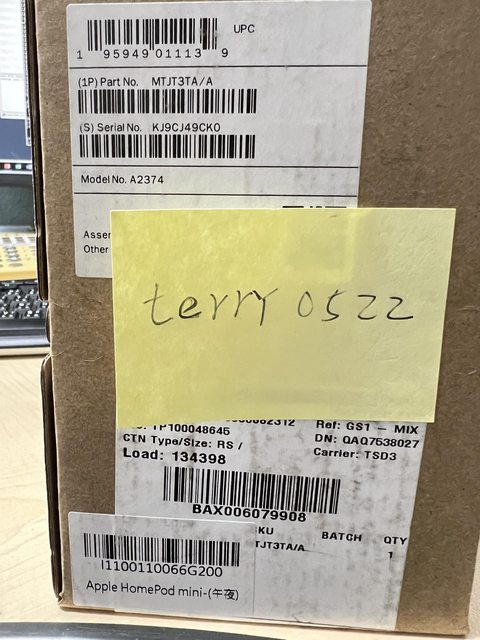 UPC
1 95949 01113 9
(1P) Part No. MTJT3TA/A
(S) Serial No. KJ9CJ49CK0
Model No. A2374
Other
terry 0522
TP100048645
Ref: GS1 - MIX
CTN Type/Size: RS /
DN: QAQ7538027
Load: 134398
Carrier: TSD3
BAX006079908
BATCH QTY
TJT3TA/A
1
I1100110066G200
Apple HomePod mini-(午夜)